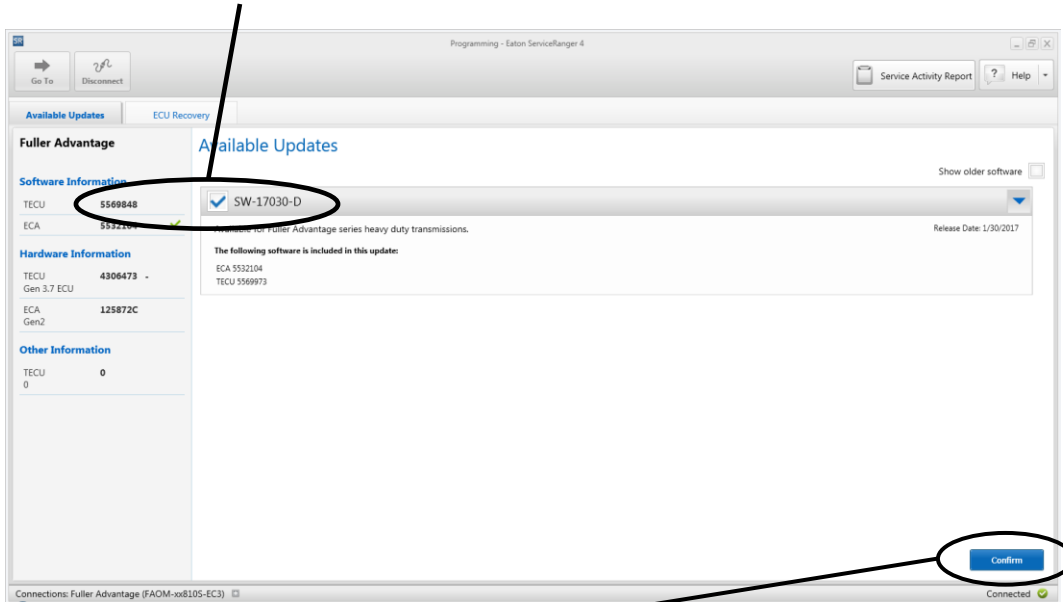 SR
Programming - Eaton ServiceRanger 4
Go To
Disconnect
Service Activity Report
? Help
Available Updates
ECU Recovery
Fuller Advantage
Available Updates
Show older software
Software Information
SW-17030-D
TECU 5569848
ECA 5532104
Available for Fuller Advantage series heavy duty transmissions.
Release Date: 1/30/2017
The following software is included in this update:
ECA 5532104
TECU 5569973
Hardware Information
TECU 4306473 -
Gen 3.7 ECU
ECA 125872C
Gen2
Other Information
TECU 0
0
Confirm
Connections: Fuller Advantage (FAOM-xx810S-EC3)
Connected